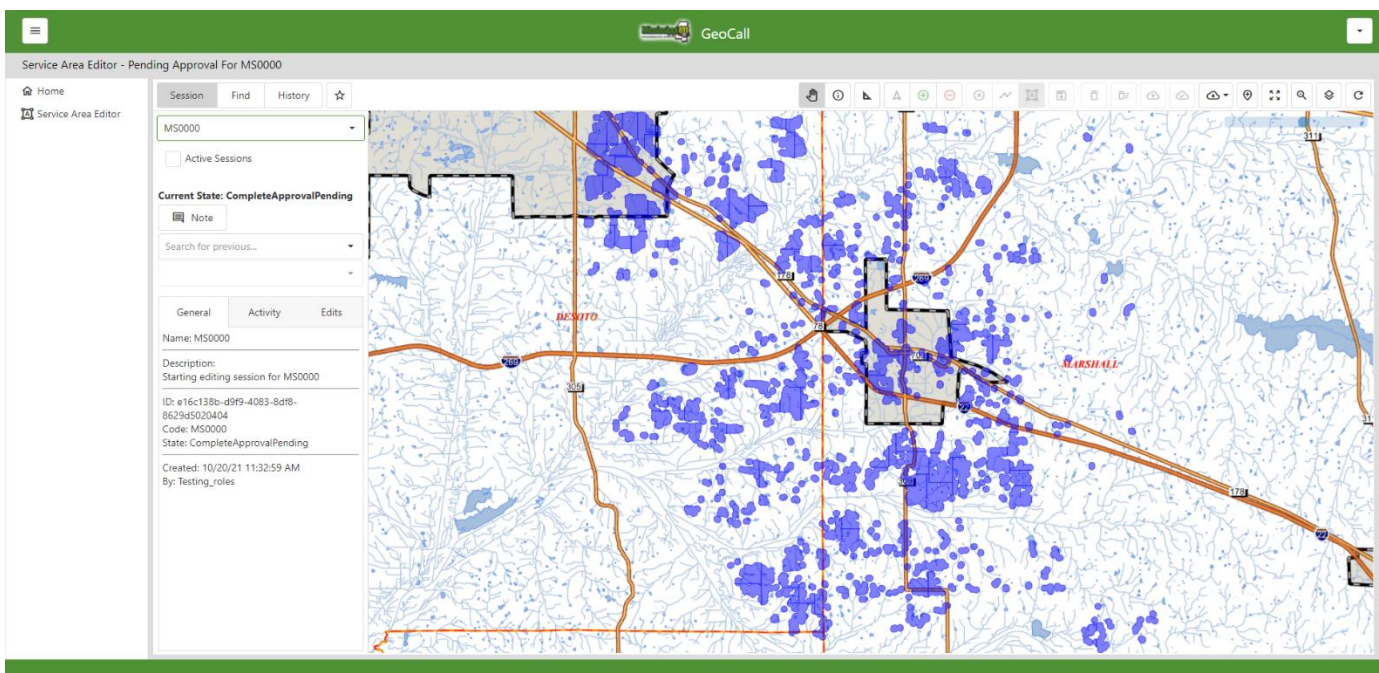 GeoCall
Service Area Editor - Pending Approval For MS0000
Home
Service Area Editor
Session Find History
MS0000
Active Sessions
Current State: CompleteApprovalPending
Note
Search for previous...
General Activity Edits
Name: MS0000
Description:
Starting editing session for MS0000
ID: e16c138b-d9f9-4083-8df8-
8629d5020404
Code: MS0000
State: CompleteApprovalPending
Created: 10/20/21 11:32:59 AM
By: Testing_roles
311
178
269
DESOTO
78
269
MARSHALL
305
22
31
309
178
22